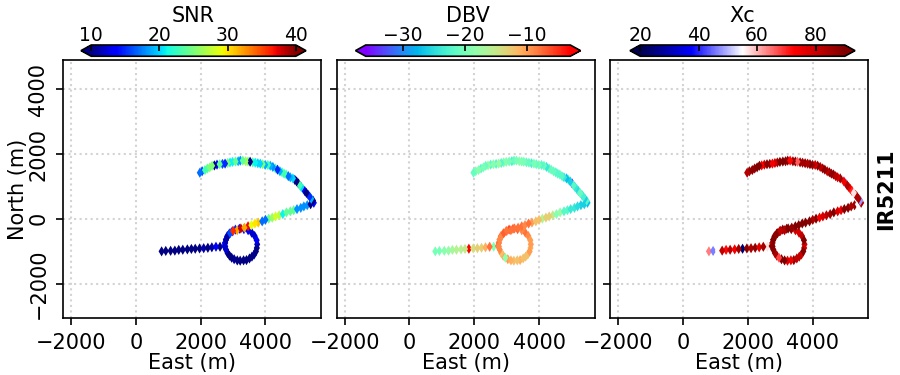 SNR DBV Xc
10 20 30 40 −30 −20 −10 20 40 60 80
4000
2000
0
−2000
North (m)
IR5211
−2000 0 2000 4000 −2000 0 2000 4000 −2000 0 2000 4000
East (m) East (m) East (m)